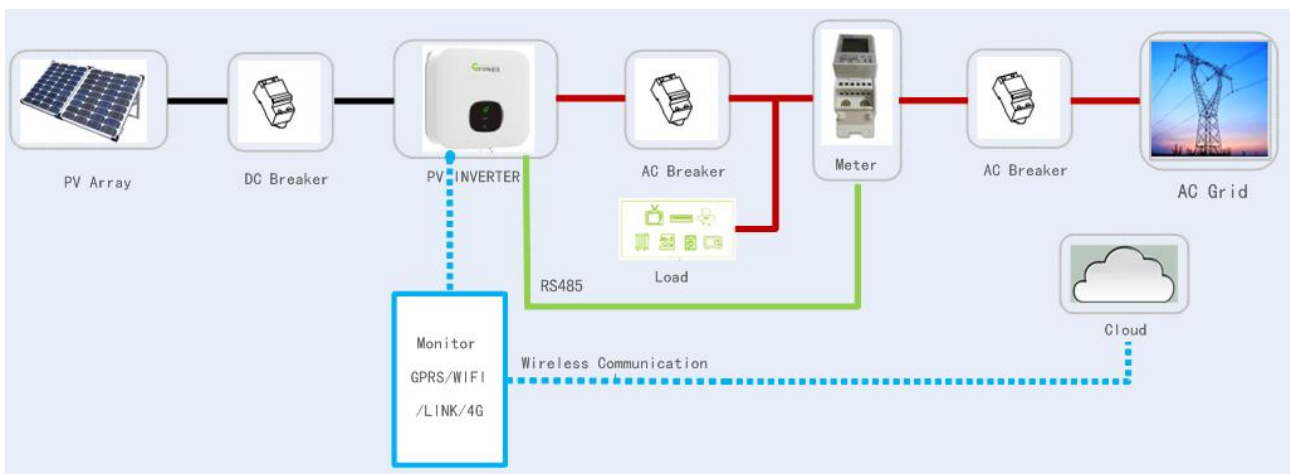 GROWATT
PV Array
DC Breaker
PV INVERTER
AC Breaker
Meter
AC Breaker
AC Grid
Load
RS485
Cloud
Monitor
GPRS/WIFI
/LINK/4G
Wireless Communication